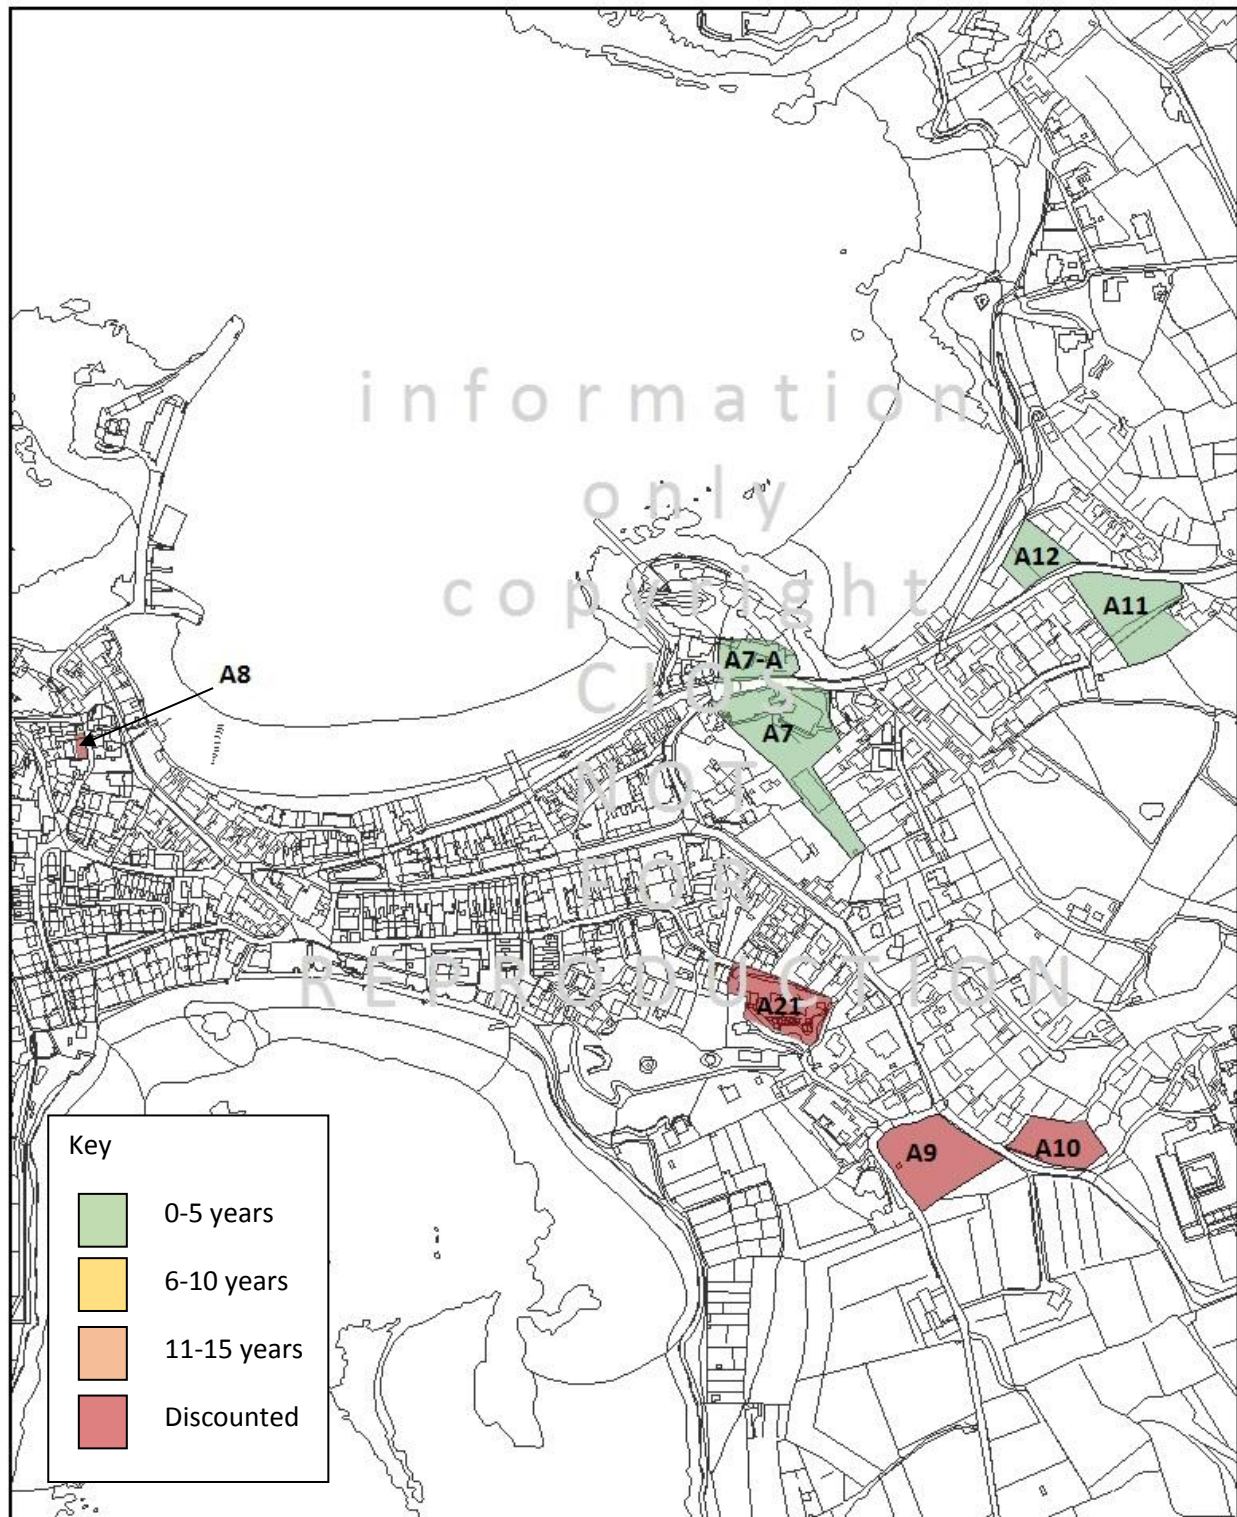 information
only
copyright
CIOS
NOT
FOR
REPRODUCTION
A12
A11
A7-A
A8
A7
A21
A9
A10
Key
0-5 years
6-10 years
11-15 years
Discounted